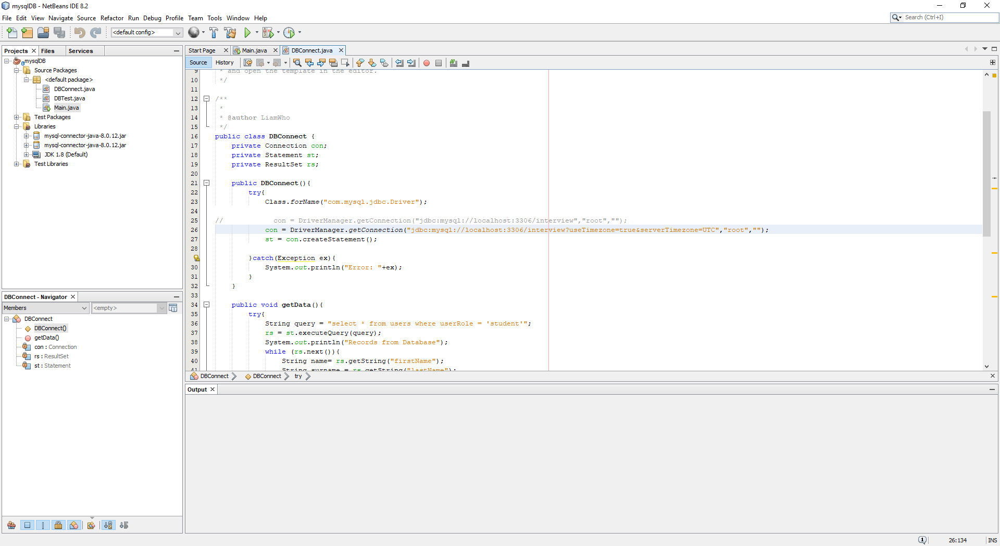 mysqlDB - NetBeans IDE 8.2
File Edit View Navigate Source Refactor Run Debug Profile Team Tools Window Help
Search (Ctrl+I)
<default config>
Projects Files Services
mysqlDB
Source Packages
<default package>
DBConnect.java
DBTest.java
Main.java
Test Packages
Libraries
mysql-connector-java-8.0.12.jar
mysql-connector-java-8.0.12.jar
JDK 1.8 (Default)
Test Libraries
DBConnect - Navigator
Members <empty>
DBConnect
DBConnect()
getData()
con : Connection
rs : ResultSet
st : Statement
Start Page Main.java DBConnect.java
Source History
9 * and open the template in the editor.
10 */
11
12 /**
13 *
14 * @author LiamWho
15 */
16 public class DBConnect {
17 private Connection con;
18 private Statement st;
19 private ResultSet rs;
20
21 public DBConnect(){
22 try{
23 Class.forName("com.mysql.jdbc.Driver");
24
25 // con = DriverManager.getConnection("jdbc:mysql://localhost:3306/interview","root","");
26 con = DriverManager.getConnection("jdbc:mysql://localhost:3306/interview?useTimezone=true&serverTimezone=UTC","root","");
27 st = con.createStatement();
28
}catch(Exception ex){
30 System.out.println("Error: "+ex);
31 }
32 }
33
34 public void getData(){
35 try{
36 String query = "select * from users where userRole = 'student'";
37 rs = st.executeQuery(query);
38 System.out.println("Records from Database");
39 while (rs.next()){
40 String name= rs.getString("firstName");
41 String surname = rs.getString("lastName");
DBConnect DBConnect try
Output
26:134 INS